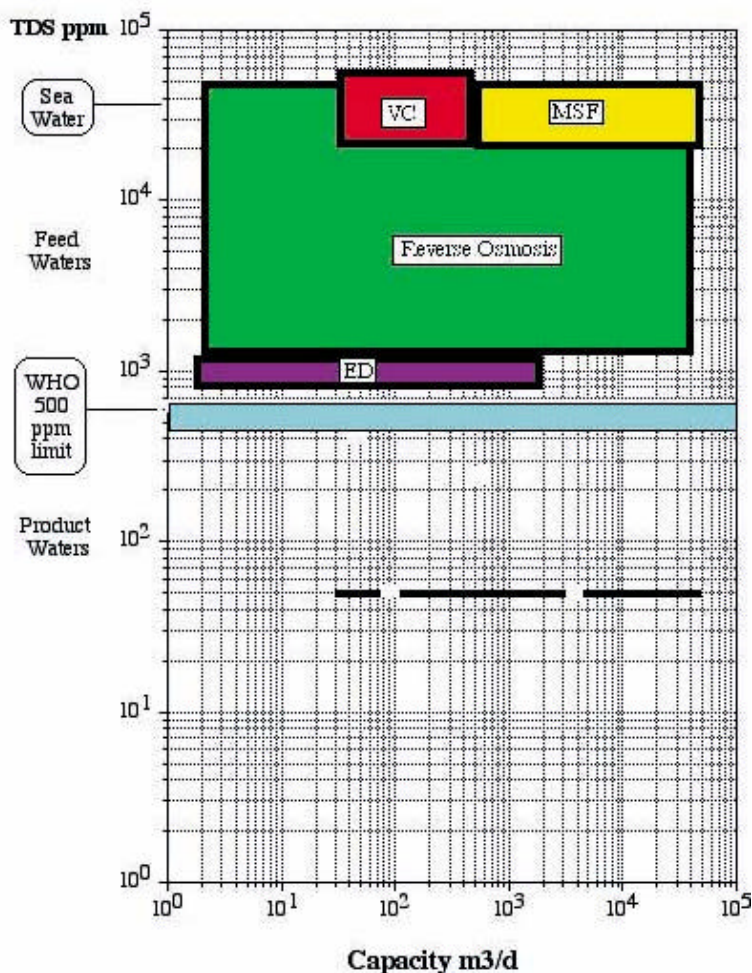 TDS ppm
10^5
Sea
Water
VC
MSF
10^4
Feed
Waters
Reverse Osmosis
10^3
ED
WHO
500
ppm
limit
Product
Waters
10^2
10^1
10^0
10^0 10^1 10^2 10^3 10^4 10^5
Capacity m3/d